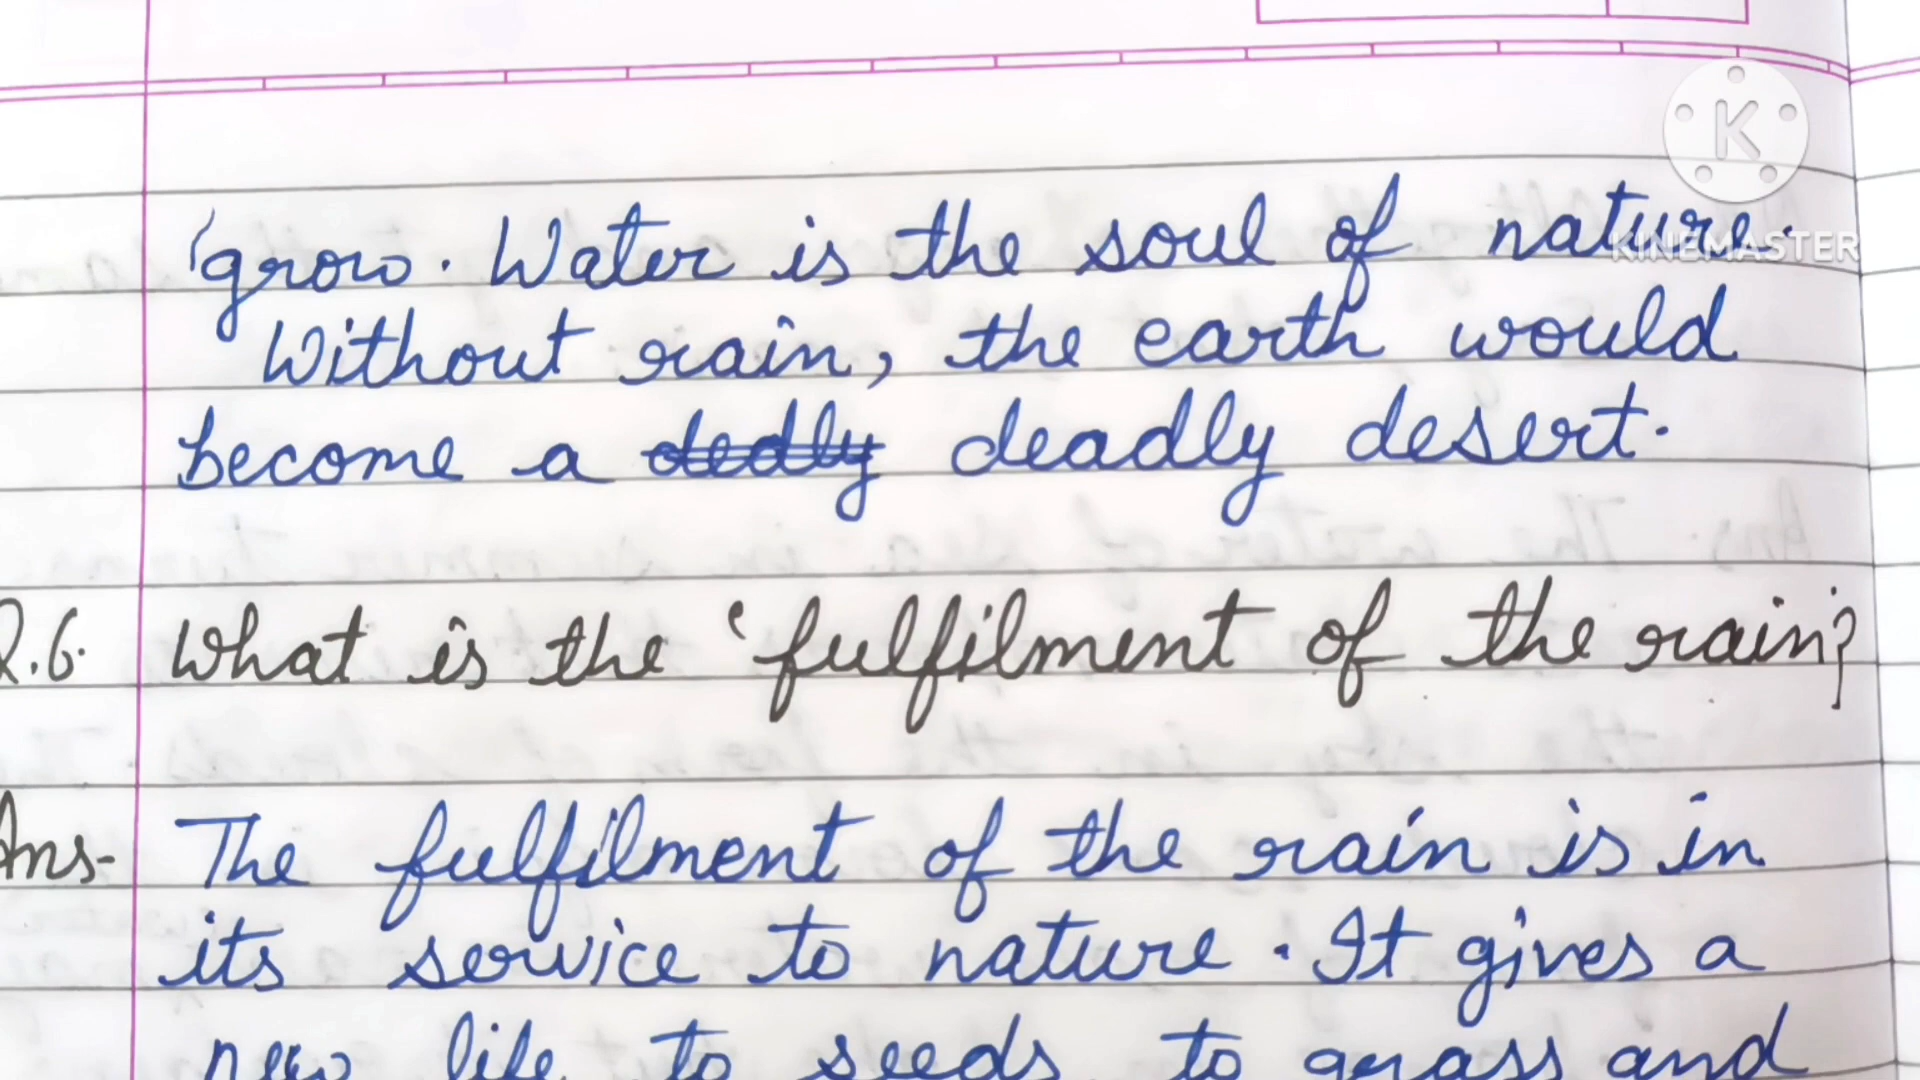 grow. Water is the soul of nature.
Without rain, the earth would
become a dedly deadly desert.
Q.6. What is the 'fulfilment of the rain'?
Ans- The fulfilment of the rain is in
its service to nature. It gives a
new life to seeds, to grass and
K
KINEMASTER